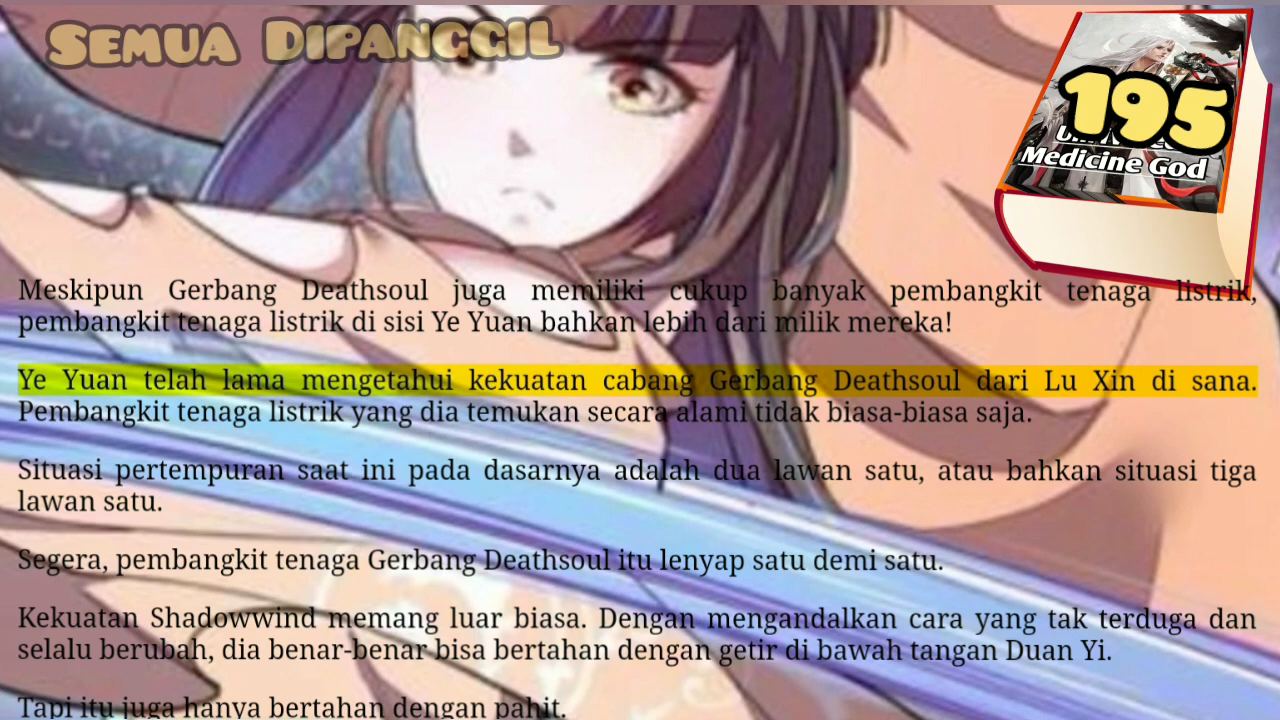 Semua Dipanggil
195
Medicine God
Meskipun Gerbang Deathsoul juga memiliki cukup banyak pembangkit tenaga listrik,
pembangkit tenaga listrik di sisi Ye Yuan bahkan lebih dari milik mereka!
Ye Yuan telah lama mengetahui kekuatan cabang Gerbang Deathsoul dari Lu Xin di sana.
Pembangkit tenaga listrik yang dia temukan secara alami tidak biasa-biasa saja.
Situasi pertempuran saat ini pada dasarnya adalah dua lawan satu, atau bahkan situasi tiga
lawan satu.
Segera, pembangkit tenaga Gerbang Deathsoul itu lenyap satu demi satu.
Kekuatan Shadowwind memang luar biasa. Dengan mengandalkan cara yang tak terduga dan
selalu berubah, dia benar-benar bisa bertahan dengan getir di bawah tangan Duan Yi.
Tapi itu juga hanya bertahan dengan pahit.